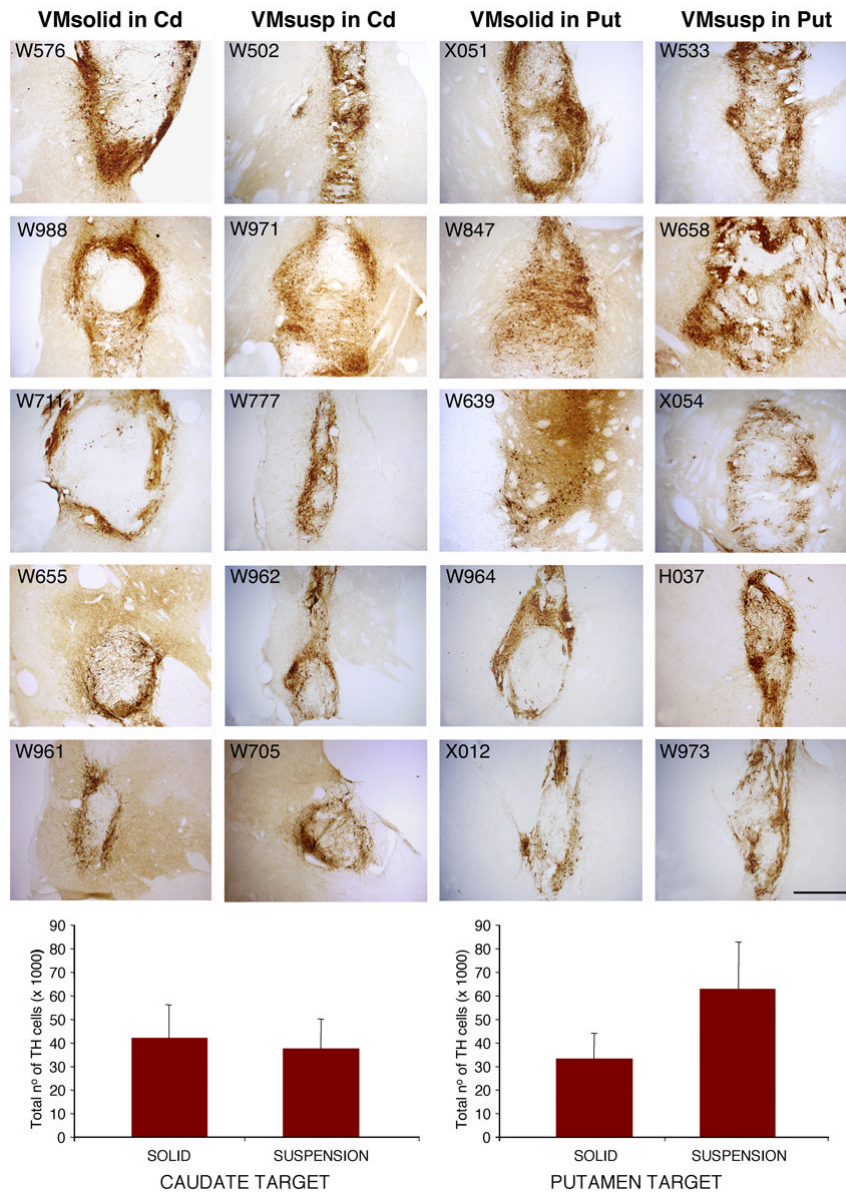 VMsolid in Cd VMsusp in Cd VMsolid in Put VMsusp in Put
W576 W502 X051 W533
W988 W971 W847 W658
W711 W777 W639 X054
W655 W962 W964 H037
W961 W705 X012 W973
Total nº of TH cells (x 1000)
90
80
70
60
50
40
30
20
10
0
SOLID SUSPENSION
CAUDATE TARGET
Total nº of TH cells (x 1000)
90
80
70
60
50
40
30
20
10
0
SOLID SUSPENSION
PUTAMEN TARGET